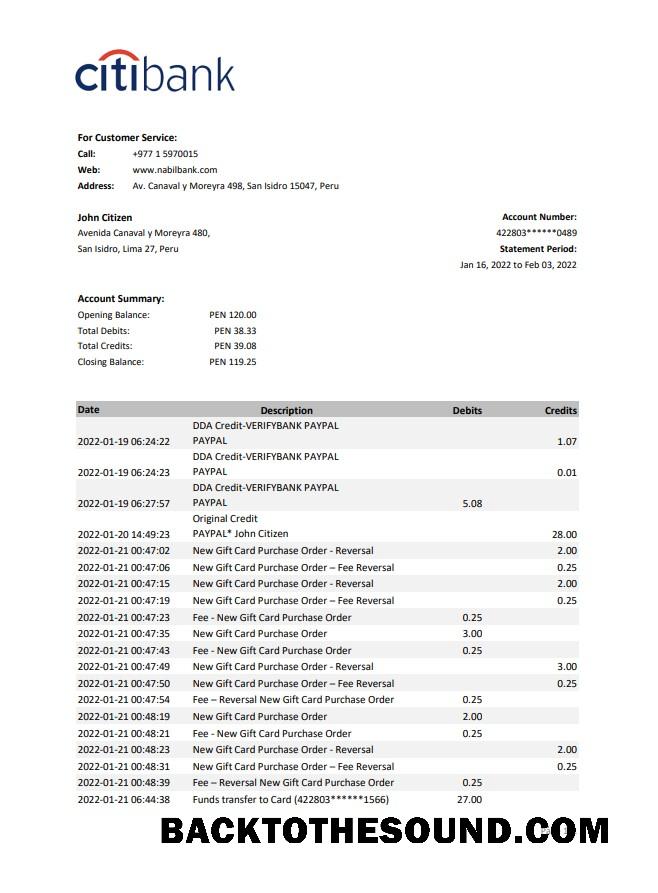 citibank
For Customer Service:
Call: +977 1 5970015
Web: www.nabilbank.com
Address: Av. Canaval y Moreyra 498, San Isidro 15047, Peru
John Citizen Account Number:
Avenida Canaval y Moreyra 480, 422803******0489
San Isidro, Lima 27, Peru Statement Period:
Jan 16, 2022 to Feb 03, 2022
Account Summary:
Opening Balance: PEN 120.00
Total Debits: PEN 38.33
Total Credits: PEN 39.08
Closing Balance: PEN 119.25
Date Description Debits Credits
DDA Credit-VERIFYBANK PAYPAL
2022-01-19 06:24:22 PAYPAL 1.07
DDA Credit-VERIFYBANK PAYPAL
2022-01-19 06:24:23 PAYPAL 0.01
DDA Credit-VERIFYBANK PAYPAL
2022-01-19 06:27:57 PAYPAL 5.08
Original Credit
2022-01-20 14:49:23 PAYPAL* John Citizen 28.00
2022-01-21 00:47:02 New Gift Card Purchase Order - Reversal 2.00
2022-01-21 00:47:06 New Gift Card Purchase Order – Fee Reversal 0.25
2022-01-21 00:47:15 New Gift Card Purchase Order - Reversal 2.00
2022-01-21 00:47:19 New Gift Card Purchase Order – Fee Reversal 0.25
2022-01-21 00:47:23 Fee - New Gift Card Purchase Order 0.25
2022-01-21 00:47:35 New Gift Card Purchase Order 3.00
2022-01-21 00:47:43 Fee - New Gift Card Purchase Order 0.25
2022-01-21 00:47:49 New Gift Card Purchase Order - Reversal 3.00
2022-01-21 00:47:50 New Gift Card Purchase Order – Fee Reversal 0.25
2022-01-21 00:47:54 Fee – Reversal New Gift Card Purchase Order 0.25
2022-01-21 00:48:19 New Gift Card Purchase Order 2.00
2022-01-21 00:48:21 Fee - New Gift Card Purchase Order 0.25
2022-01-21 00:48:23 New Gift Card Purchase Order - Reversal 2.00
2022-01-21 00:48:31 New Gift Card Purchase Order – Fee Reversal 0.25
2022-01-21 00:48:39 Fee – Reversal New Gift Card Purchase Order 0.25
2022-01-21 06:44:38 Funds transfer to Card (422803******1566) 27.00
BACKTOTHESOUND.COM